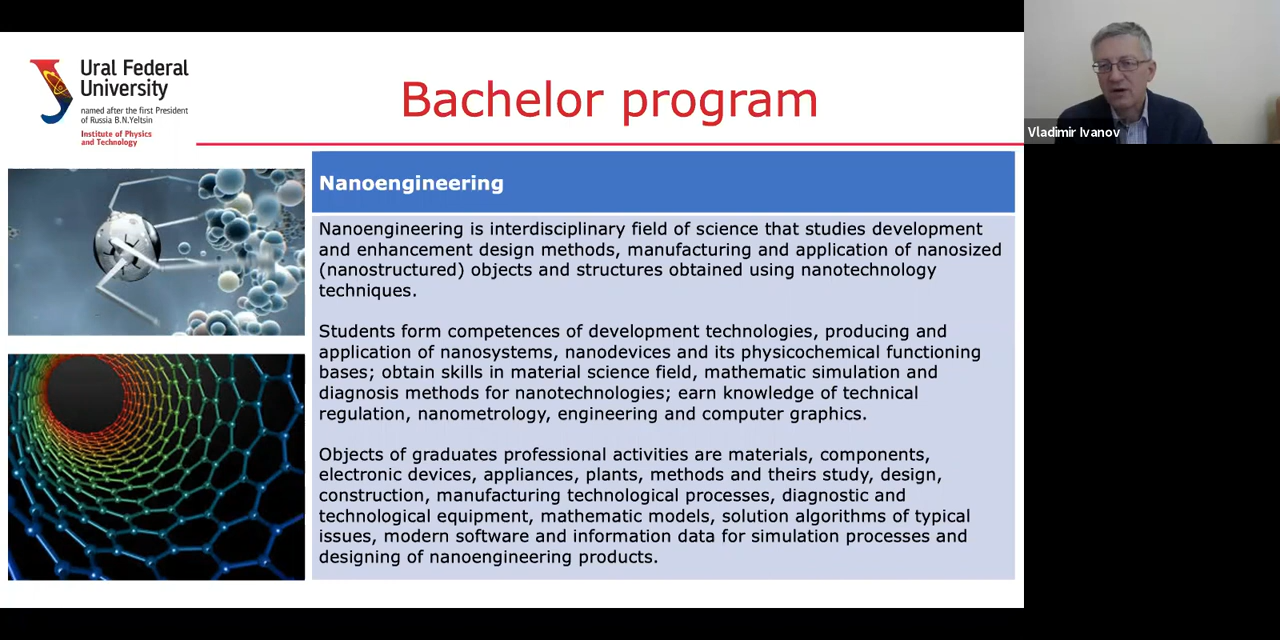 Ural Federal
University
named after the first President
of Russia B.N.Yeltsin
Institute of Physics
and Technology
Bachelor program
Vladimir Ivanov
Nanoengineering
Nanoengineering is interdisciplinary field of science that studies development
and enhancement design methods, manufacturing and application of nanosized
(nanostructured) objects and structures obtained using nanotechnology
techniques.
Students form competences of development technologies, producing and
application of nanosystems, nanodevices and its physicochemical functioning
bases; obtain skills in material science field, mathematic simulation and
diagnosis methods for nanotechnologies; earn knowledge of technical
regulation, nanometrology, engineering and computer graphics.
Objects of graduates professional activities are materials, components,
electronic devices, appliances, plants, methods and theirs study, design,
construction, manufacturing technological processes, diagnostic and
technological equipment, mathematic models, solution algorithms of typical
issues, modern software and information data for simulation processes and
designing of nanoengineering products.